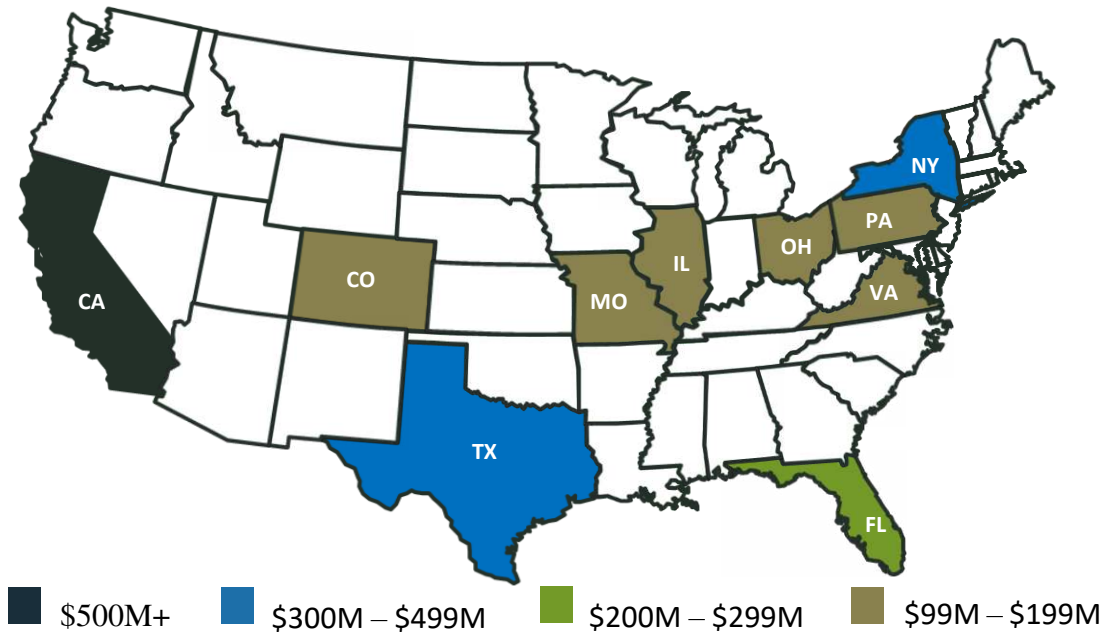 NY
PA
OH
IL
CO
VA
CA
MO
TX
FL
$500M+
$300M – $499M
$200M – $299M
$99M – $199M